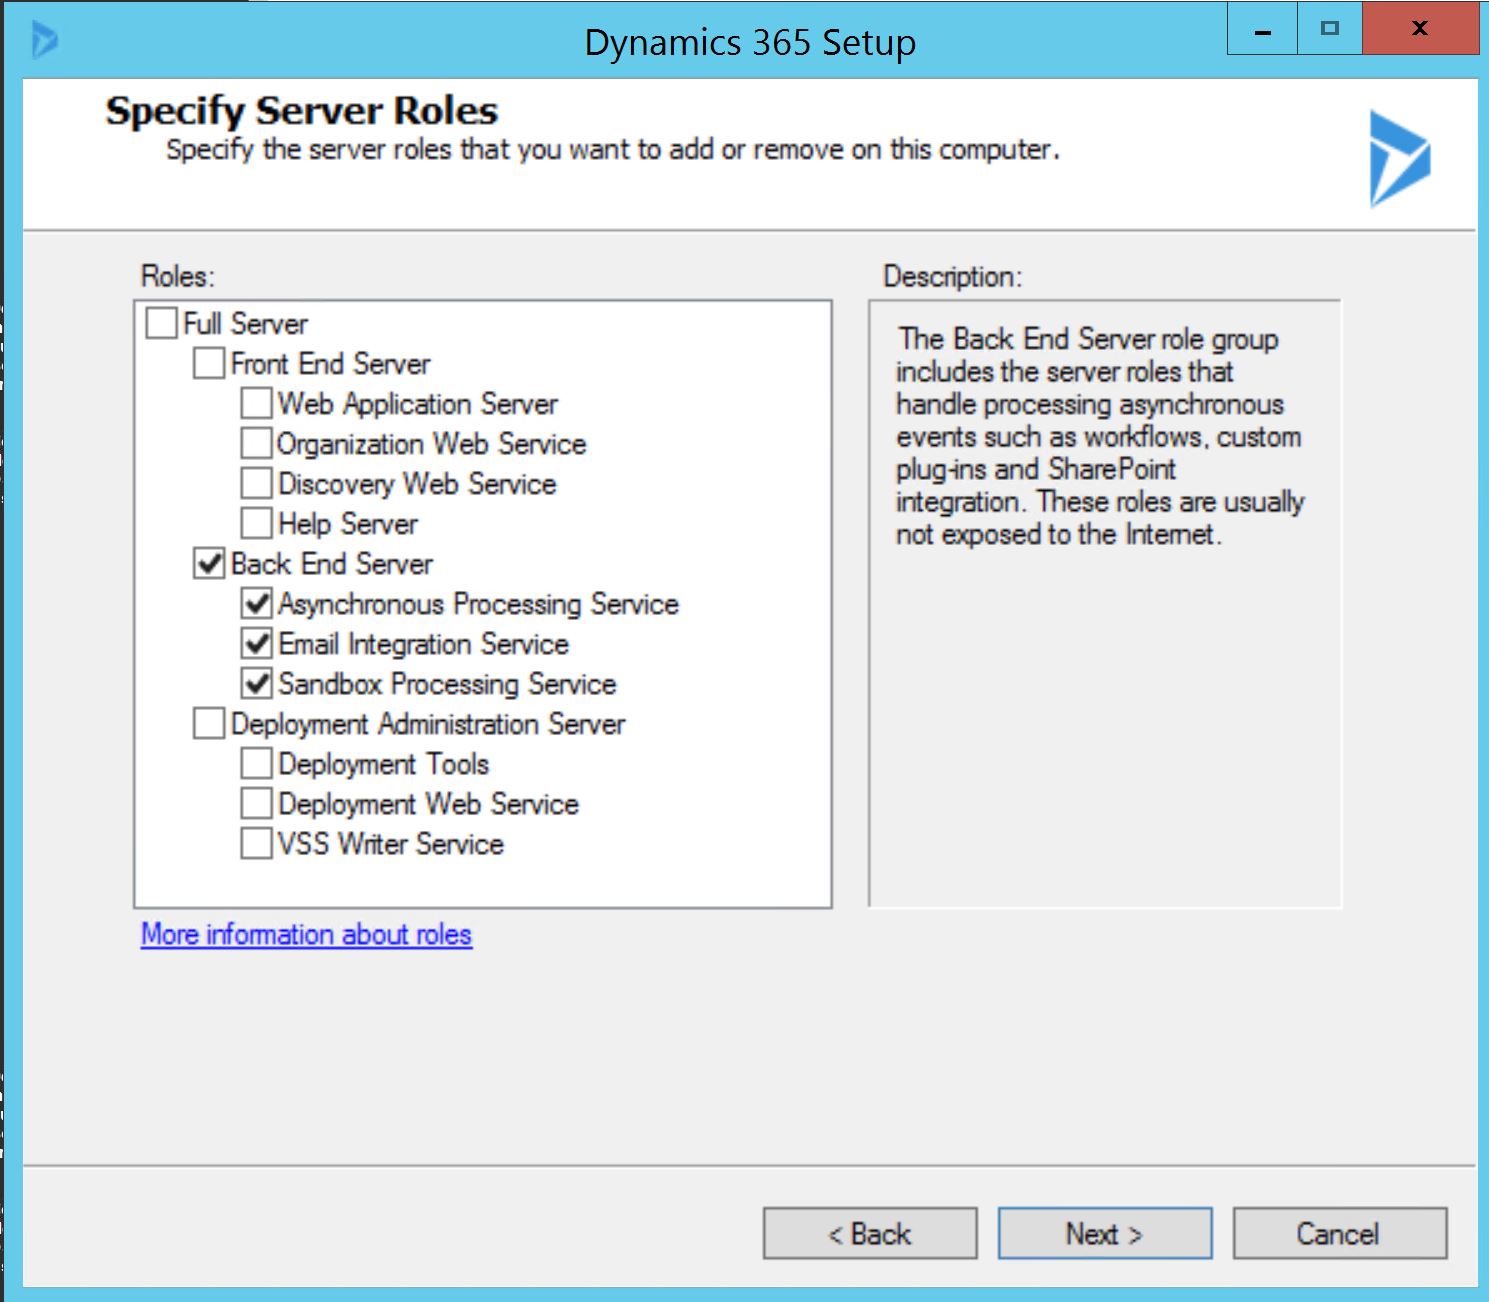 Dynamics 365 Setup
Specify Server Roles
Specify the server roles that you want to add or remove on this computer.
Roles:
Full Server
Front End Server
Web Application Server
Organization Web Service
Discovery Web Service
Help Server
Back End Server
Asynchronous Processing Service
Email Integration Service
Sandbox Processing Service
Deployment Administration Server
Deployment Tools
Deployment Web Service
VSS Writer Service
More information about roles
Description:
The Back End Server role group
includes the server roles that
handle processing asynchronous
events such as workflows, custom
plug-ins and SharePoint
integration. These roles are usually
not exposed to the Internet.
< Back
Next >
Cancel